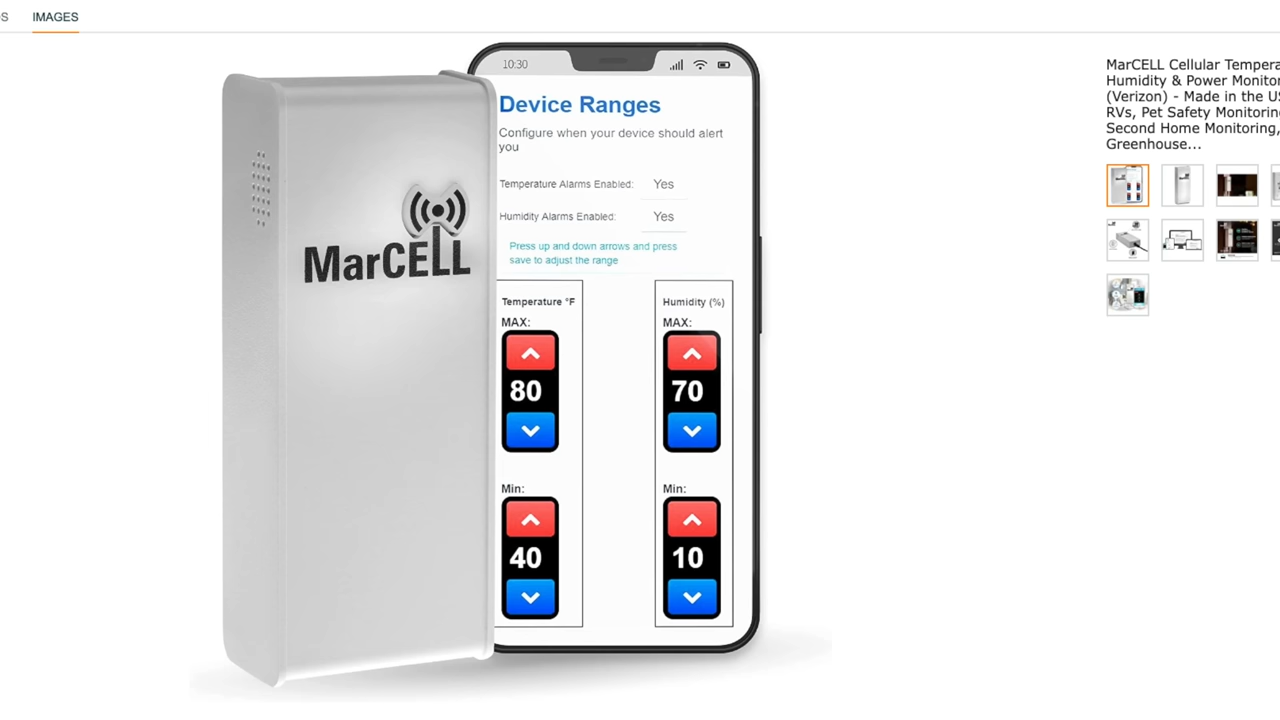 S IMAGES
10:30
Device Ranges
Configure when your device should alert
you
Temperature Alarms Enabled: Yes
Humidity Alarms Enabled: Yes
Press up and down arrows and press
save to adjust the range
Temperature °F
MAX:
80
Min:
40
Humidity (%)
MAX:
70
Min:
10
MarCELL
MarCELL Cellular Tempera
Humidity & Power Monitor
(Verizon) - Made in the US
RVs, Pet Safety Monitoring
Second Home Monitoring,
Greenhouse...